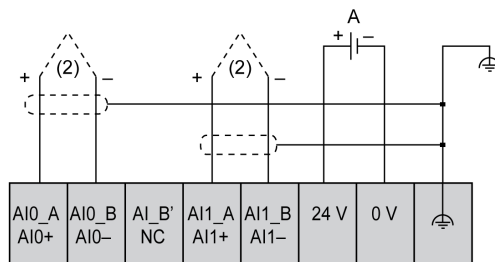 A
+ – + – + –
(2) (2)
AI0_A AI0_B AI_B' AI1_A AI1_B 24 V 0 V
AI0+ AI0– NC AI1+ AI1–